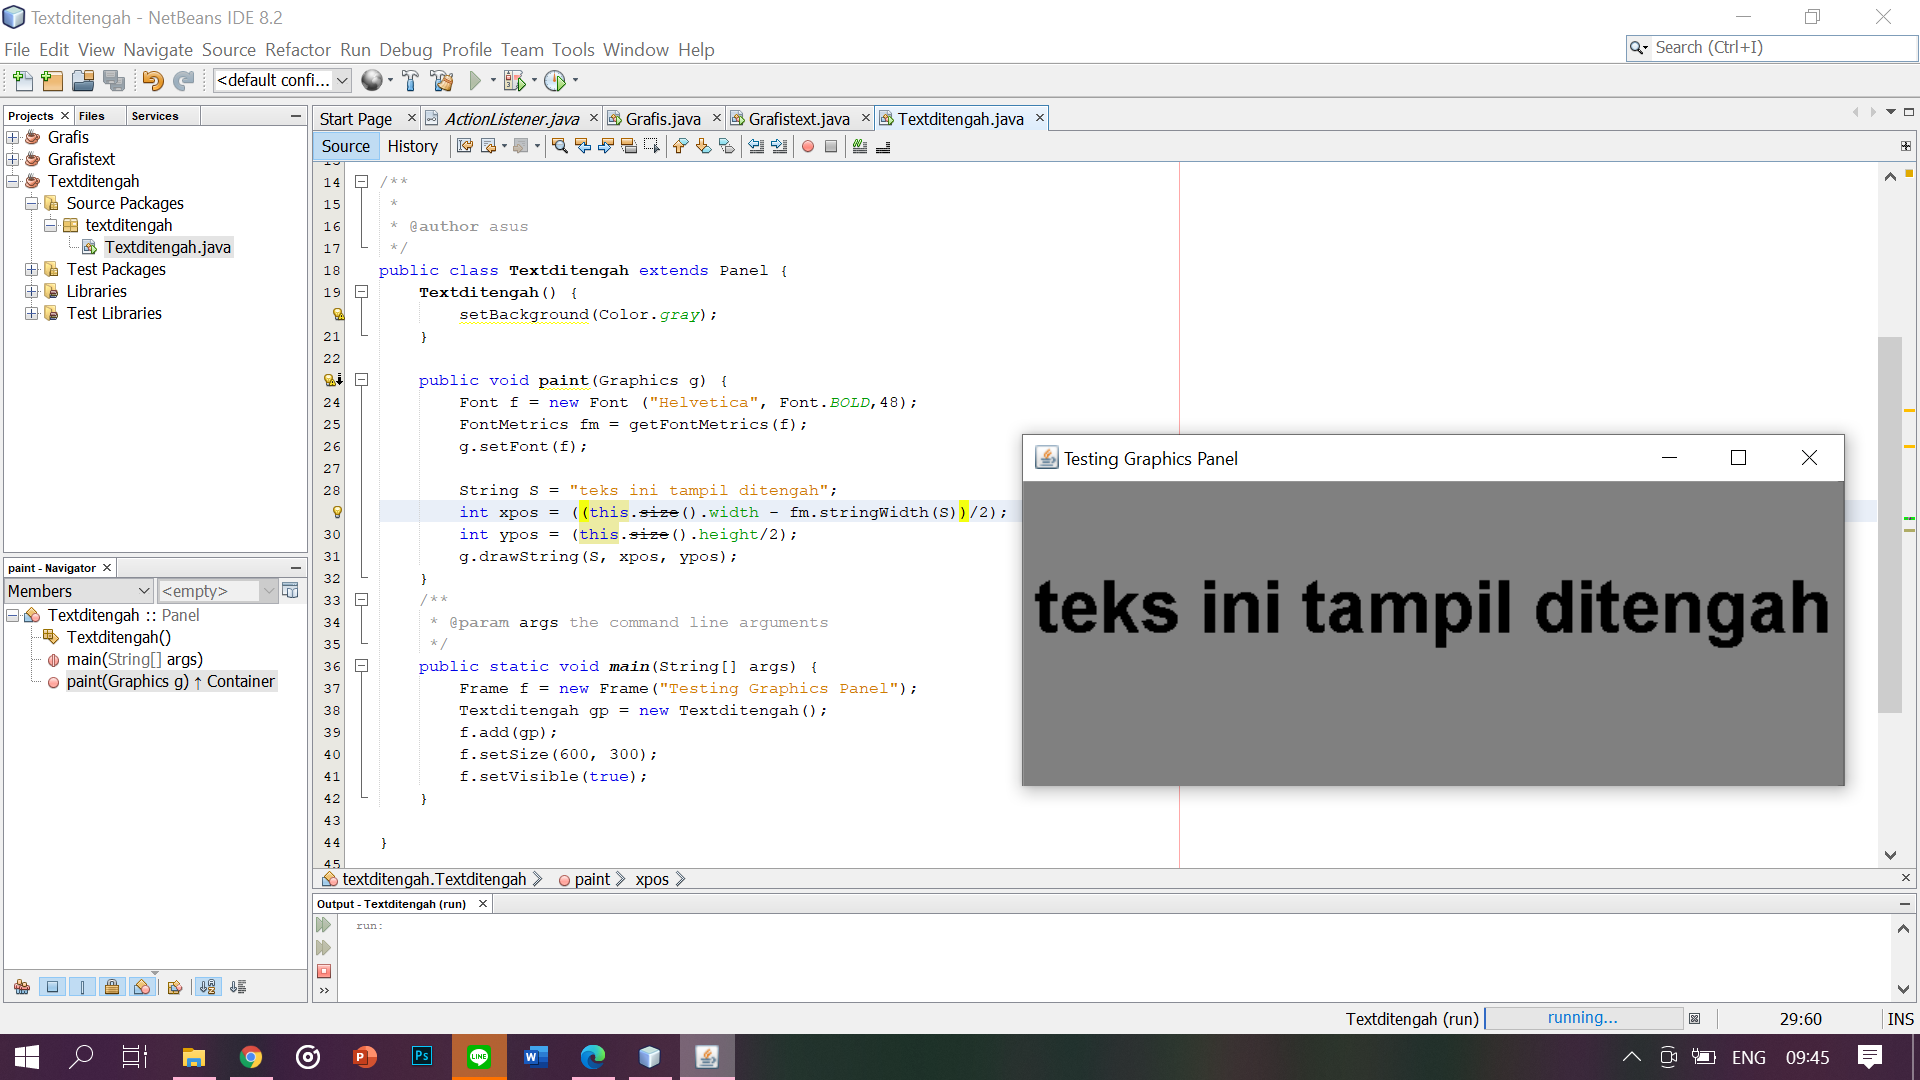 Textditengah - NetBeans IDE 8.2
File Edit View Navigate Source Refactor Run Debug Profile Team Tools Window Help
Search (Ctrl+I)
<default confi...
Projects Files Services
Grafis
Grafistext
Textditengah
Source Packages
textditengah
Textditengah.java
Test Packages
Libraries
Test Libraries
paint - Navigator
Members <empty>
Textditengah :: Panel
Textditengah()
main(String[] args)
paint(Graphics g) ↑ Container
Start Page ActionListener.java Grafis.java Grafistext.java Textditengah.java
Source History
14 /**
15 *
16 * @author asus
17 */
18 public class Textditengah extends Panel {
19 Textditengah() {
setBackground(Color.gray);
21 }
22
public void paint(Graphics g) {
24 Font f = new Font ("Helvetica", Font.BOLD,48);
25 FontMetrics fm = getFontMetrics(f);
26 g.setFont(f);
27
28 String S = "teks ini tampil ditengah";
int xpos = ((this.size().width - fm.stringWidth(S))/2);
30 int ypos = (this.size().height/2);
31 g.drawString(S, xpos, ypos);
32 }
33 /**
34 * @param args the command line arguments
35 */
36 public static void main(String[] args) {
37 Frame f = new Frame("Testing Graphics Panel");
38 Textditengah gp = new Textditengah();
39 f.add(gp);
40 f.setSize(600, 300);
41 f.setVisible(true);
42 }
43
44 }
45
Testing Graphics Panel
teks ini tampil ditengah
textditengah.Textditengah paint xpos
Output - Textditengah (run)
run:
Textditengah (run) running... 29:60 INS
ENG 09:45